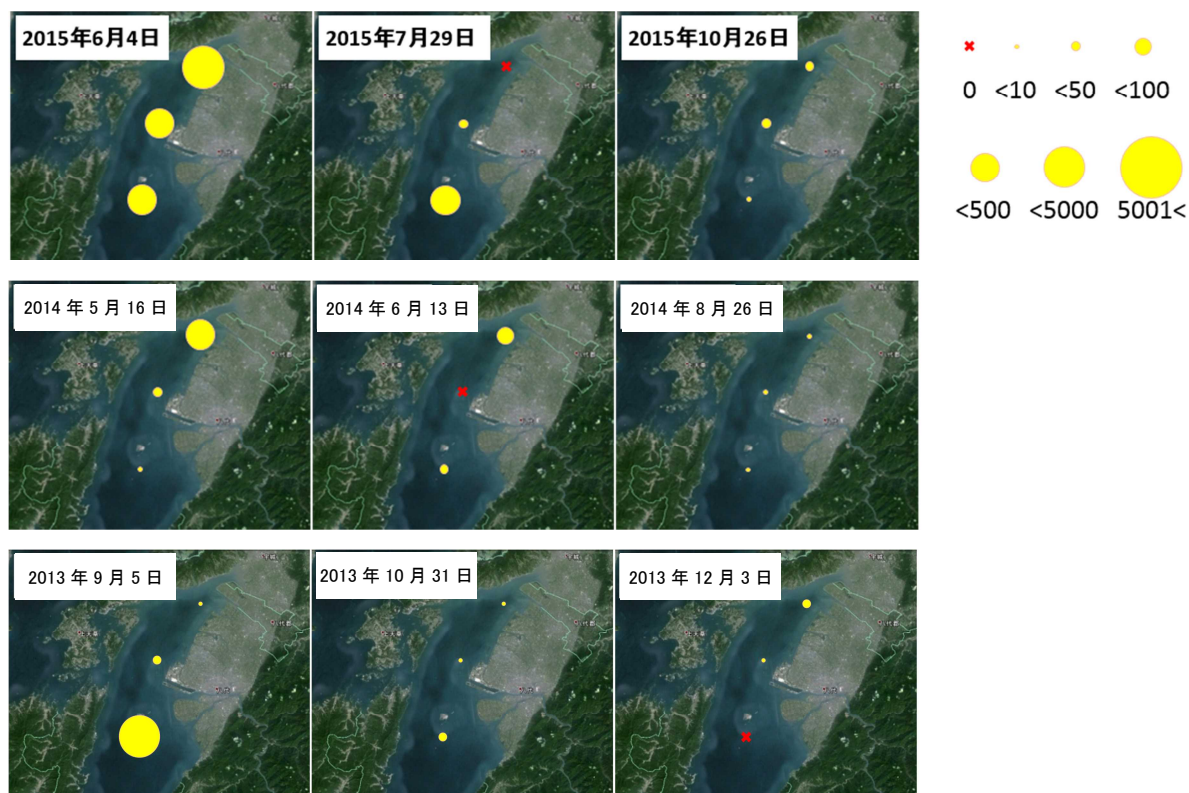 2015年6月4日
2015年7月29日
2015年10月26日
0 <10 <50 <100
<500 <5000 5001<
2014 年 5 月 16 日
2014 年 6 月 13 日
2014 年 8 月 26 日
2013 年 9 月 5 日
2013 年 10 月 31 日
2013 年 12 月 3 日